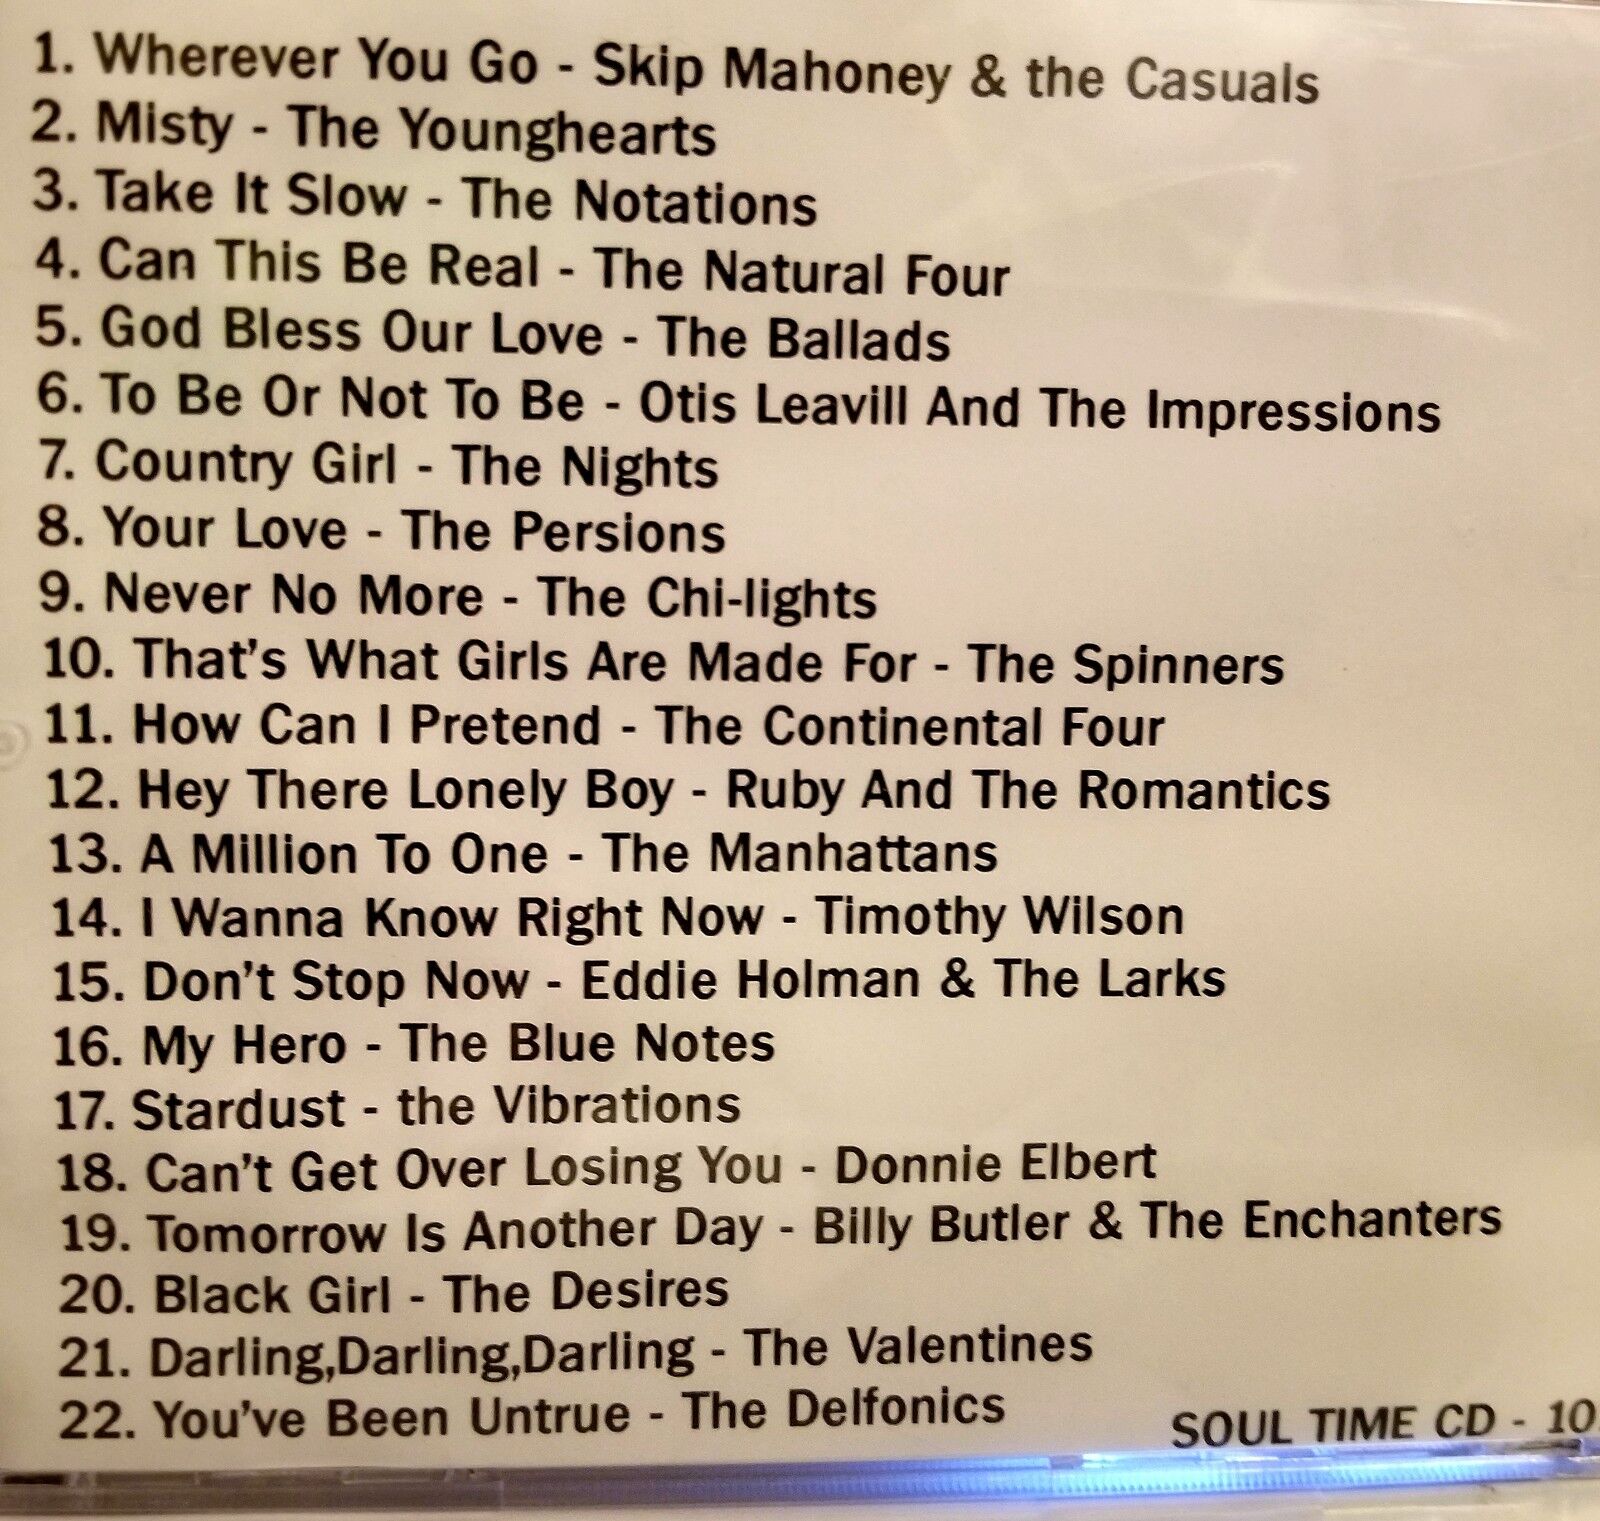 1. Wherever You Go - Skip Mahoney & the Casuals
2. Misty - The Younghearts
3. Take It Slow - The Notations
4. Can This Be Real - The Natural Four
5. God Bless Our Love - The Ballads
6. To Be Or Not To Be - Otis Leavill And The Impressions
7. Country Girl - The Nights
8. Your Love - The Persions
9. Never No More - The Chi-lights
10. That's What Girls Are Made For - The Spinners
11. How Can I Pretend - The Continental Four
12. Hey There Lonely Boy - Ruby And The Romantics
13. A Million To One - The Manhattans
14. I Wanna Know Right Now - Timothy Wilson
15. Don't Stop Now - Eddie Holman & The Larks
16. My Hero - The Blue Notes
17. Stardust - the Vibrations
18. Can't Get Over Losing You - Donnie Elbert
19. Tomorrow Is Another Day - Billy Butler & The Enchanters
20. Black Girl - The Desires
21. Darling,Darling,Darling - The Valentines
22. You've Been Untrue - The Delfonics
SOUL TIME CD - 10